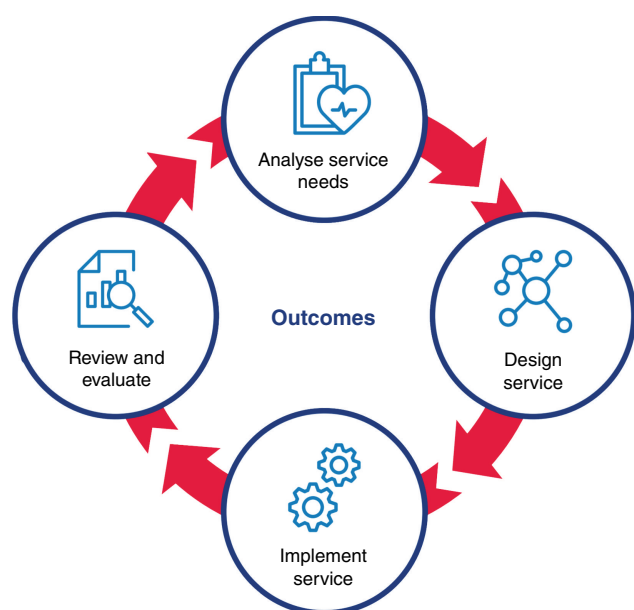 Analyse service
needs
Outcomes
Design
service
Review and
evaluate
Implement
service